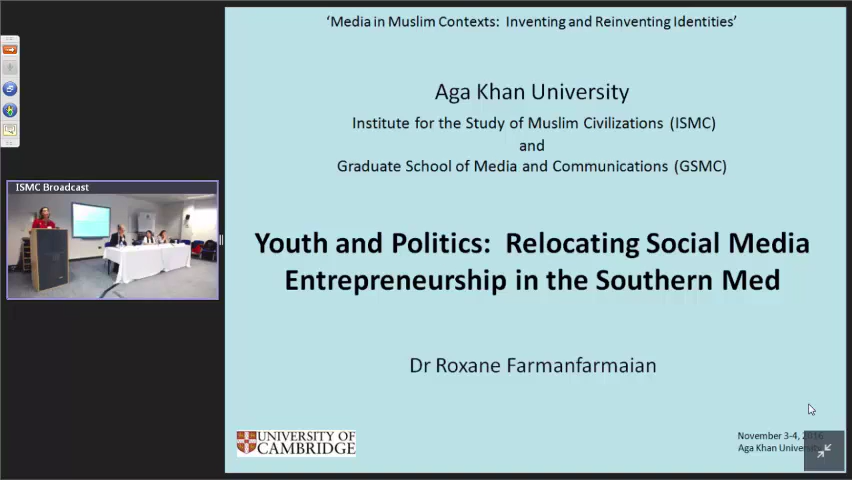 'Media in Muslim Contexts: Inventing and Reinventing Identities'
Aga Khan University
Institute for the Study of Muslim Civilizations (ISMC)
and
Graduate School of Media and Communications (GSMC)
ISMC Broadcast
Youth and Politics: Relocating Social Media
Entrepreneurship in the Southern Med
Dr Roxane Farmanfarmaian
UNIVERSITY OF
CAMBRIDGE
November 3-4, 2016
Aga Khan University